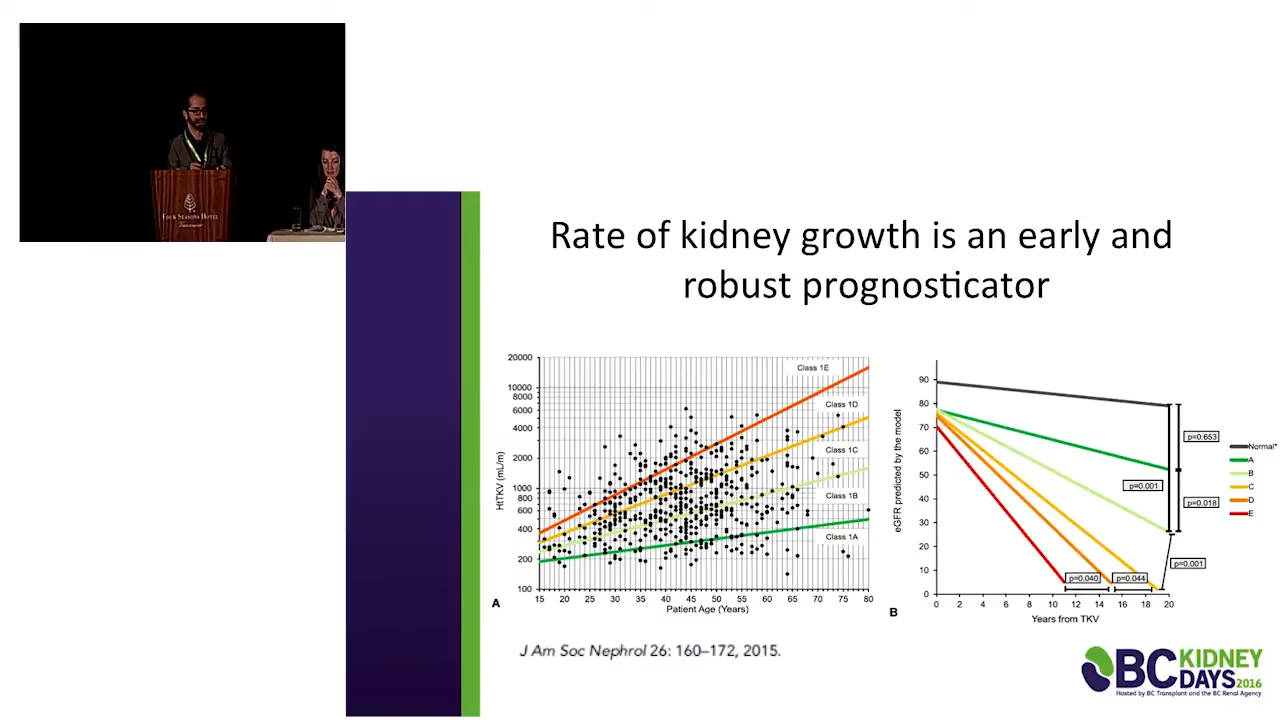 FOUR SEASONS HOTEL
Vancouver
Rate of kidney growth is an early and
robust prognosticator
20000
10000
8000
6000
4000
2000
1000
800
600
400
200
100
HtTKV (mL/m)
Class 1E
Class 1D
Class 1C
Class 1B
Class 1A
15 20 25 30 35 40 45 50 55 60 65 70 75 80
Patient Age (Years)
A
90
80
70
60
50
40
30
20
10
0
eGFR predicted by the model
p=0.653
p=0.001
p=0.018
p=0.001
p=0.040
p=0.044
Normal*
A
B
C
D
E
0 2 4 6 8 10 12 14 16 18 20
Years from TKV
B
J Am Soc Nephrol 26: 160–172, 2015.
BC KIDNEY
DAYS 2016
Hosted by BC Transplant and the BC Renal Agency